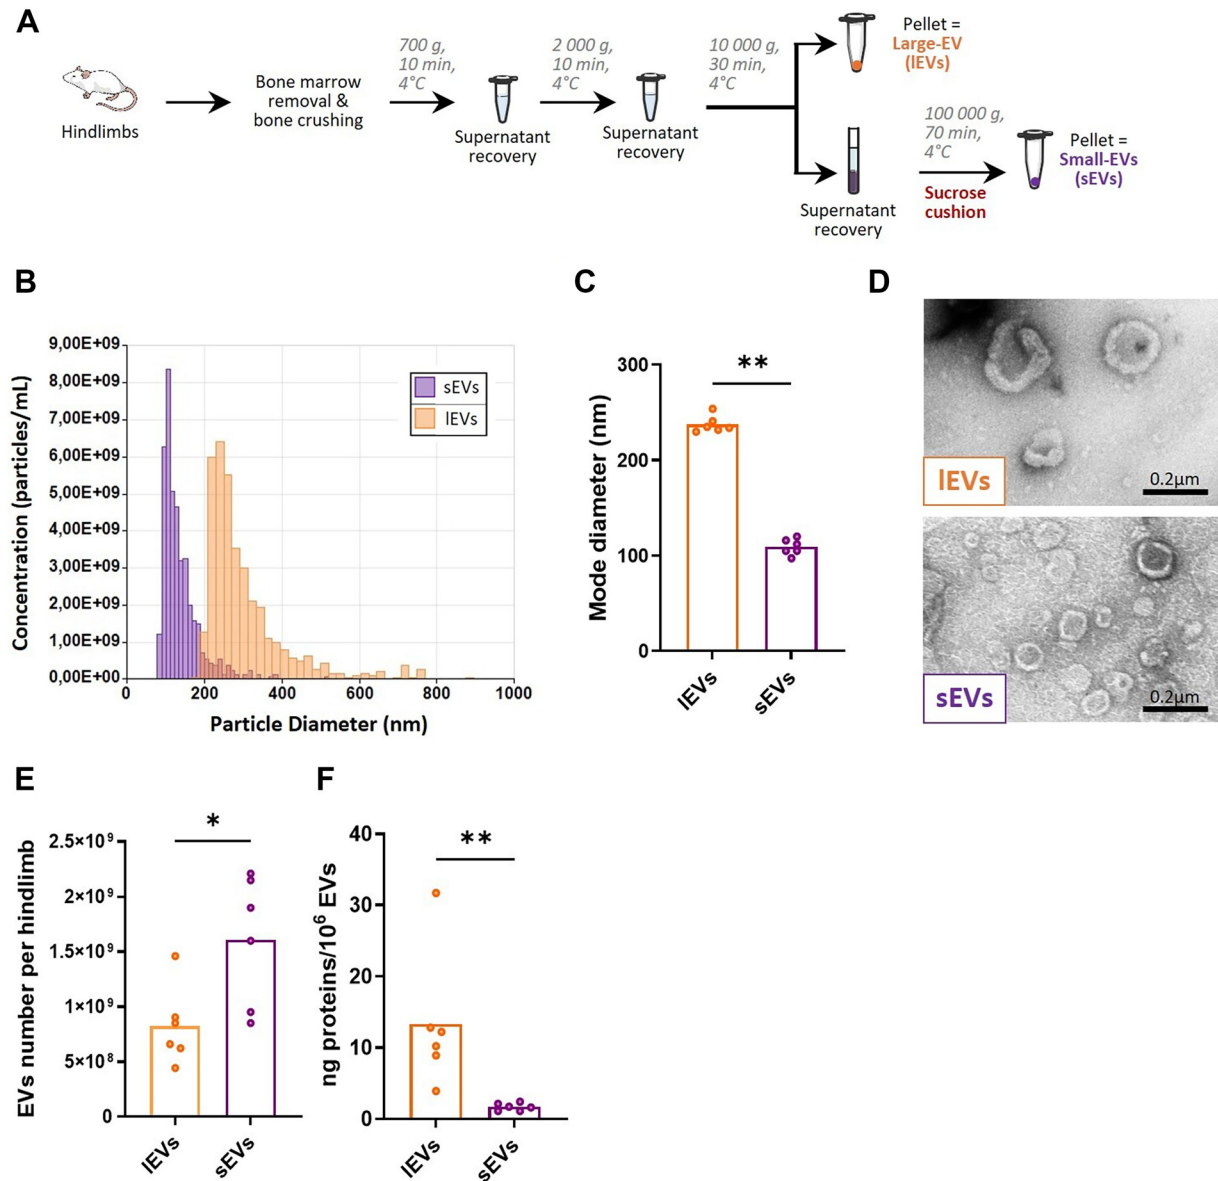 A
Hindlimbs
Bone marrow
removal &
bone crushing
700 g,
10 min,
4°C
Supernatant
recovery
2 000 g,
10 min,
4°C
Supernatant
recovery
10 000 g,
30 min,
4°C
Pellet =
Large-EV
(lEVs)
Supernatant
recovery
100 000 g,
70 min,
4°C
Sucrose
cushion
Pellet =
Small-EVs
(sEVs)
B
Concentration (particles/mL)
9,00E+09
8,00E+09
7,00E+09
6,00E+09
5,00E+09
4,00E+09
3,00E+09
2,00E+09
1,00E+09
0,00E+00
0
200
400
600
800
1000
Particle Diameter (nm)
sEVs
lEVs
C
Mode diameter (nm)
300
200
100
0
**
lEVs
sEVs
D
lEVs
0.2µm
sEVs
0.2µm
E
EVs number per hindlimb
2.5×10⁹
2×10⁹
1.5×10⁹
1×10⁹
5×10⁸
0
*
lEVs
sEVs
F
ng proteins/10⁶ EVs
40
30
20
10
0
**
lEVs
sEVs